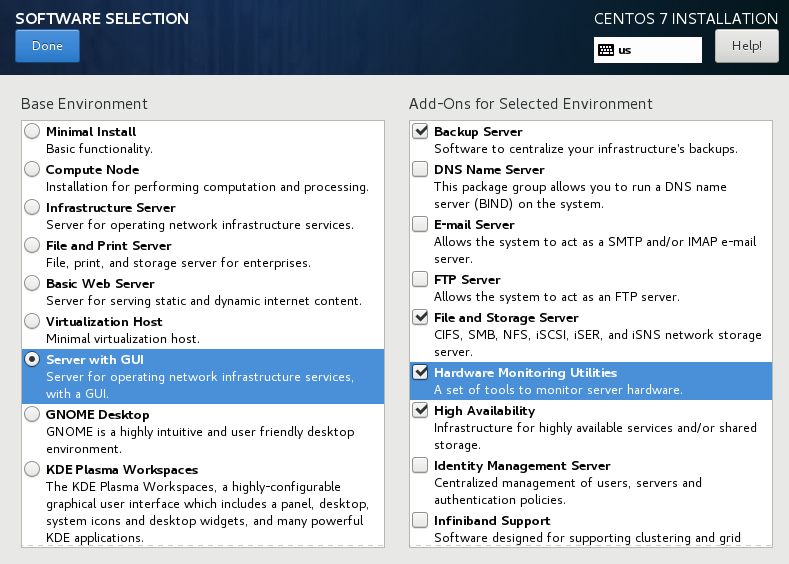 SOFTWARE SELECTION
CENTOS 7 INSTALLATION
Done
us
Help!
Base Environment
Minimal Install
Basic functionality.
Compute Node
Installation for performing computation and processing.
Infrastructure Server
Server for operating network infrastructure services.
File and Print Server
File, print, and storage server for enterprises.
Basic Web Server
Server for serving static and dynamic internet content.
Virtualization Host
Minimal virtualization host.
Server with GUI
Server for operating network infrastructure services,
with a GUI.
GNOME Desktop
GNOME is a highly intuitive and user friendly desktop
environment.
KDE Plasma Workspaces
The KDE Plasma Workspaces, a highly-configurable
graphical user interface which includes a panel, desktop,
system icons and desktop widgets, and many powerful
KDE applications.
Add-Ons for Selected Environment
Backup Server
Software to centralize your infrastructure's backups.
DNS Name Server
This package group allows you to run a DNS name
server (BIND) on the system.
E-mail Server
Allows the system to act as a SMTP and/or IMAP e-mail
server.
FTP Server
Allows the system to act as an FTP server.
File and Storage Server
CIFS, SMB, NFS, iSCSI, iSER, and iSNS network storage
server.
Hardware Monitoring Utilities
A set of tools to monitor server hardware.
High Availability
Infrastructure for highly available services and/or shared
storage.
Identity Management Server
Centralized management of users, servers and
authentication policies.
Infiniband Support
Software designed for supporting clustering and grid